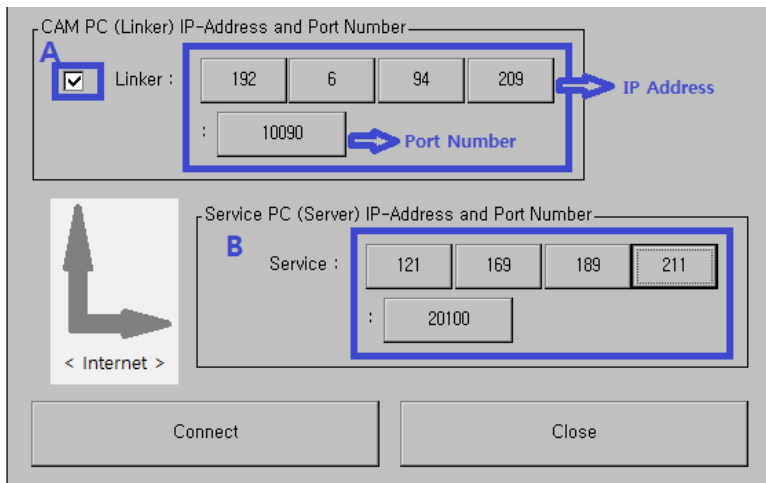 CAM PC (Linker) IP-Address and Port Number
A
Linker : 192 6 94 209 IP Address
: 10090 Port Number
Service PC (Server) IP-Address and Port Number
B
Service : 121 169 189 211
: 20100
< Internet >
Connect Close